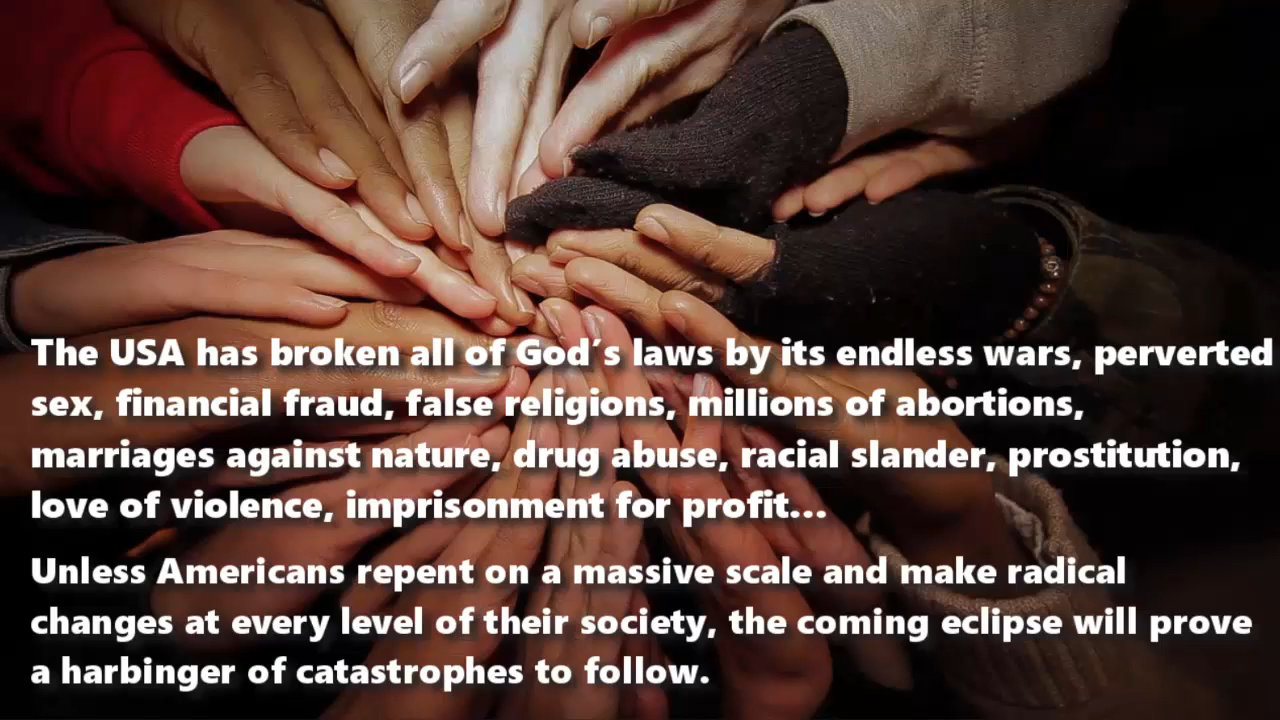 The USA has broken all of God's laws by its endless wars, perverted
sex, financial fraud, false religions, millions of abortions,
marriages against nature, drug abuse, racial slander, prostitution,
love of violence, imprisonment for profit...
Unless Americans repent on a massive scale and make radical
changes at every level of their society, the coming eclipse will prove
a harbinger of catastrophes to follow.